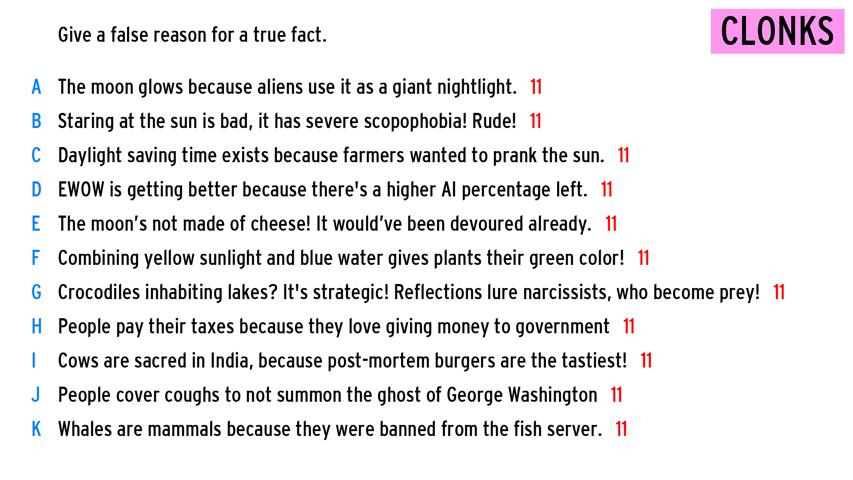 Give a false reason for a true fact.
CLONKS
A The moon glows because aliens use it as a giant nightlight. 11
B Staring at the sun is bad, it has severe scopophobia! Rude! 11
C Daylight saving time exists because farmers wanted to prank the sun. 11
D EWOW is getting better because there's a higher AI percentage left. 11
E The moon’s not made of cheese! It would’ve been devoured already. 11
F Combining yellow sunlight and blue water gives plants their green color! 11
G Crocodiles inhabiting lakes? It's strategic! Reflections lure narcissists, who become prey! 11
H People pay their taxes because they love giving money to government 11
I Cows are sacred in India, because post-mortem burgers are the tastiest! 11
J People cover coughs to not summon the ghost of George Washington 11
K Whales are mammals because they were banned from the fish server. 11